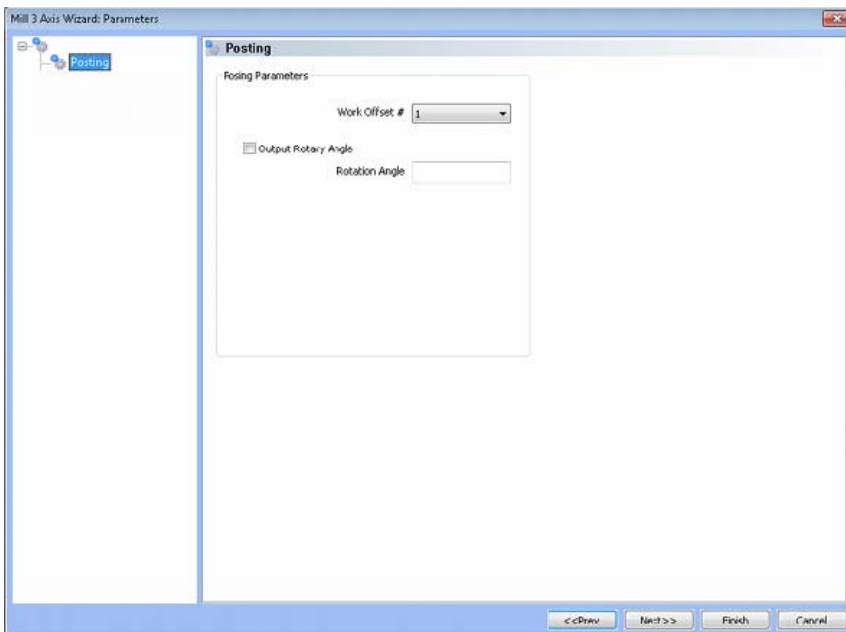 Mill 3 Axis Wizard: Parameters
Posting
Posting
Posing Parameters
Work Offset # 1
Output Rotary Angle
Rotation Angle
<<Prev Next>> Finish Cancel